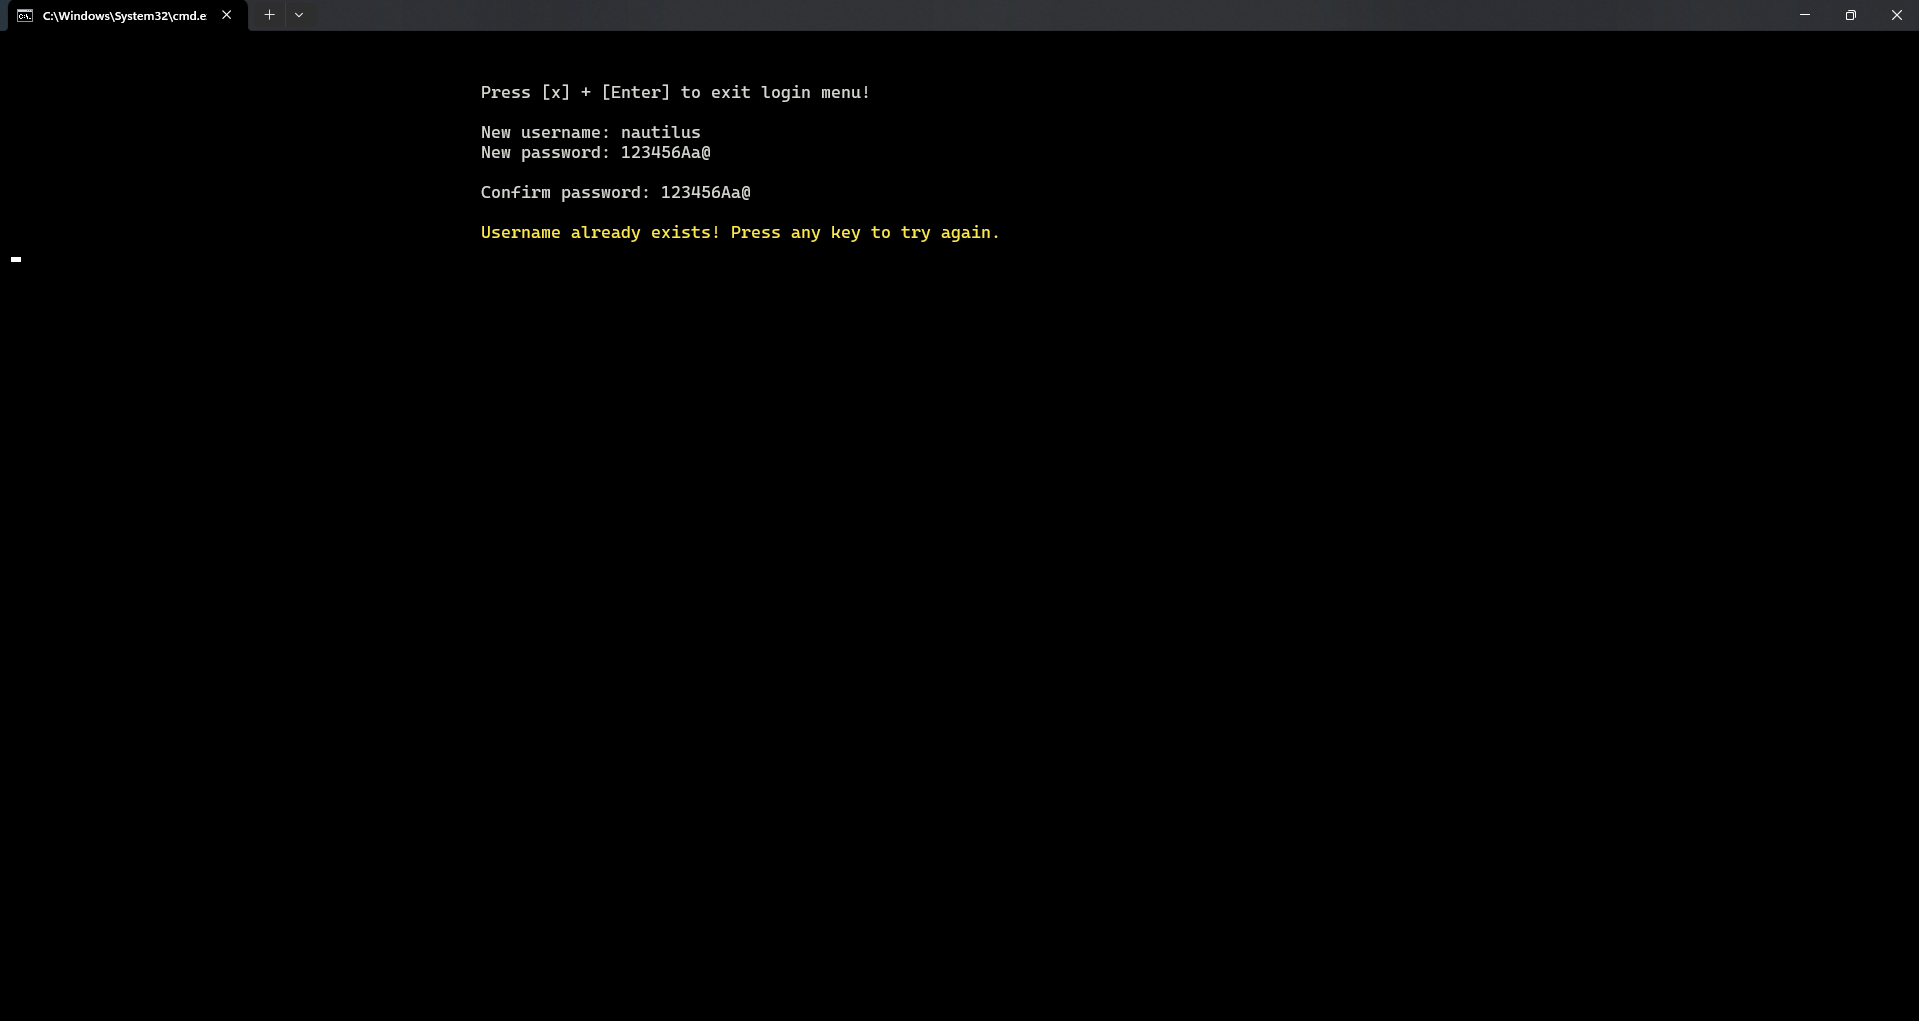 C:\Windows\System32\cmd.e
Press [x] + [Enter] to exit login menu!
New username: nautilus
New password: 123456Aa@
Confirm password: 123456Aa@
Username already exists! Press any key to try again.